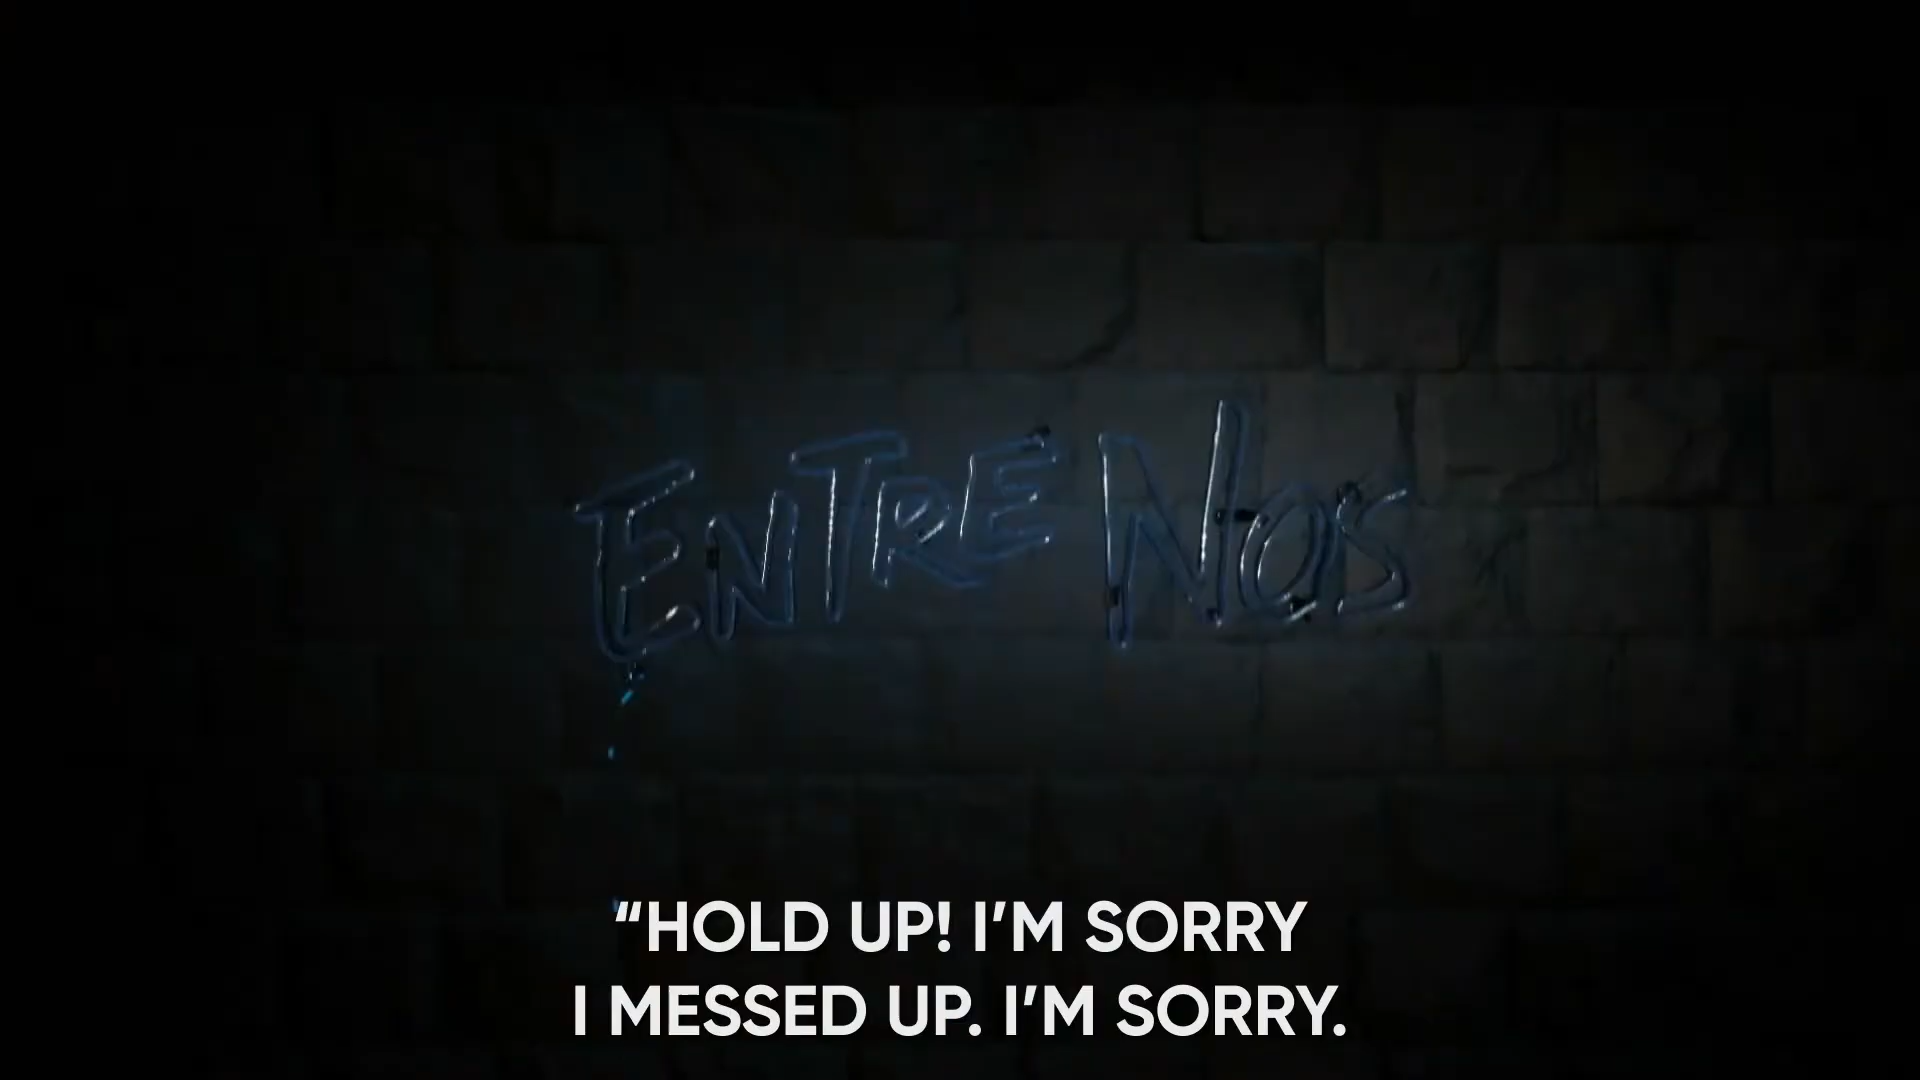 ENTRE NOS
“HOLD UP! I’M SORRY
I MESSED UP. I’M SORRY.